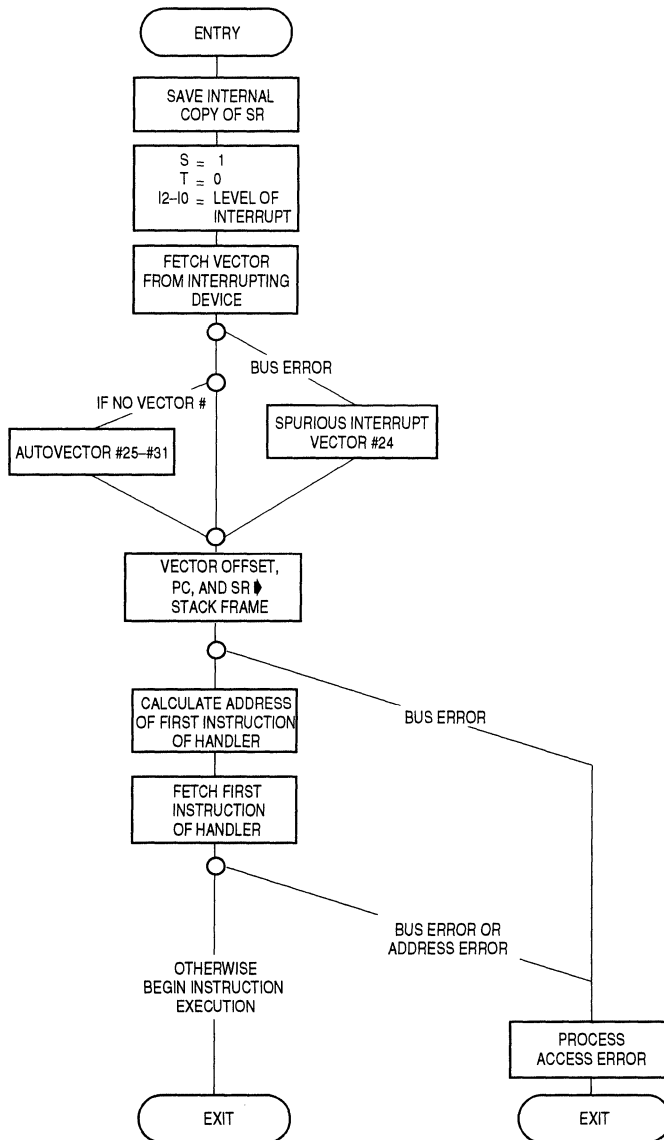 ENTRY
SAVE INTERNAL
COPY OF SR
S = 1
T = 0
I2–I0 = LEVEL OF
INTERRUPT
FETCH VECTOR
FROM INTERRUPTING
DEVICE
BUS ERROR
IF NO VECTOR #
SPURIOUS INTERRUPT
VECTOR #24
AUTOVECTOR #25–#31
VECTOR OFFSET,
PC, AND SR ➧
STACK FRAME
CALCULATE ADDRESS
OF FIRST INSTRUCTION
OF HANDLER
BUS ERROR
FETCH FIRST
INSTRUCTION
OF HANDLER
BUS ERROR OR
ADDRESS ERROR
OTHERWISE
BEGIN INSTRUCTION
EXECUTION
PROCESS
ACCESS ERROR
EXIT
EXIT